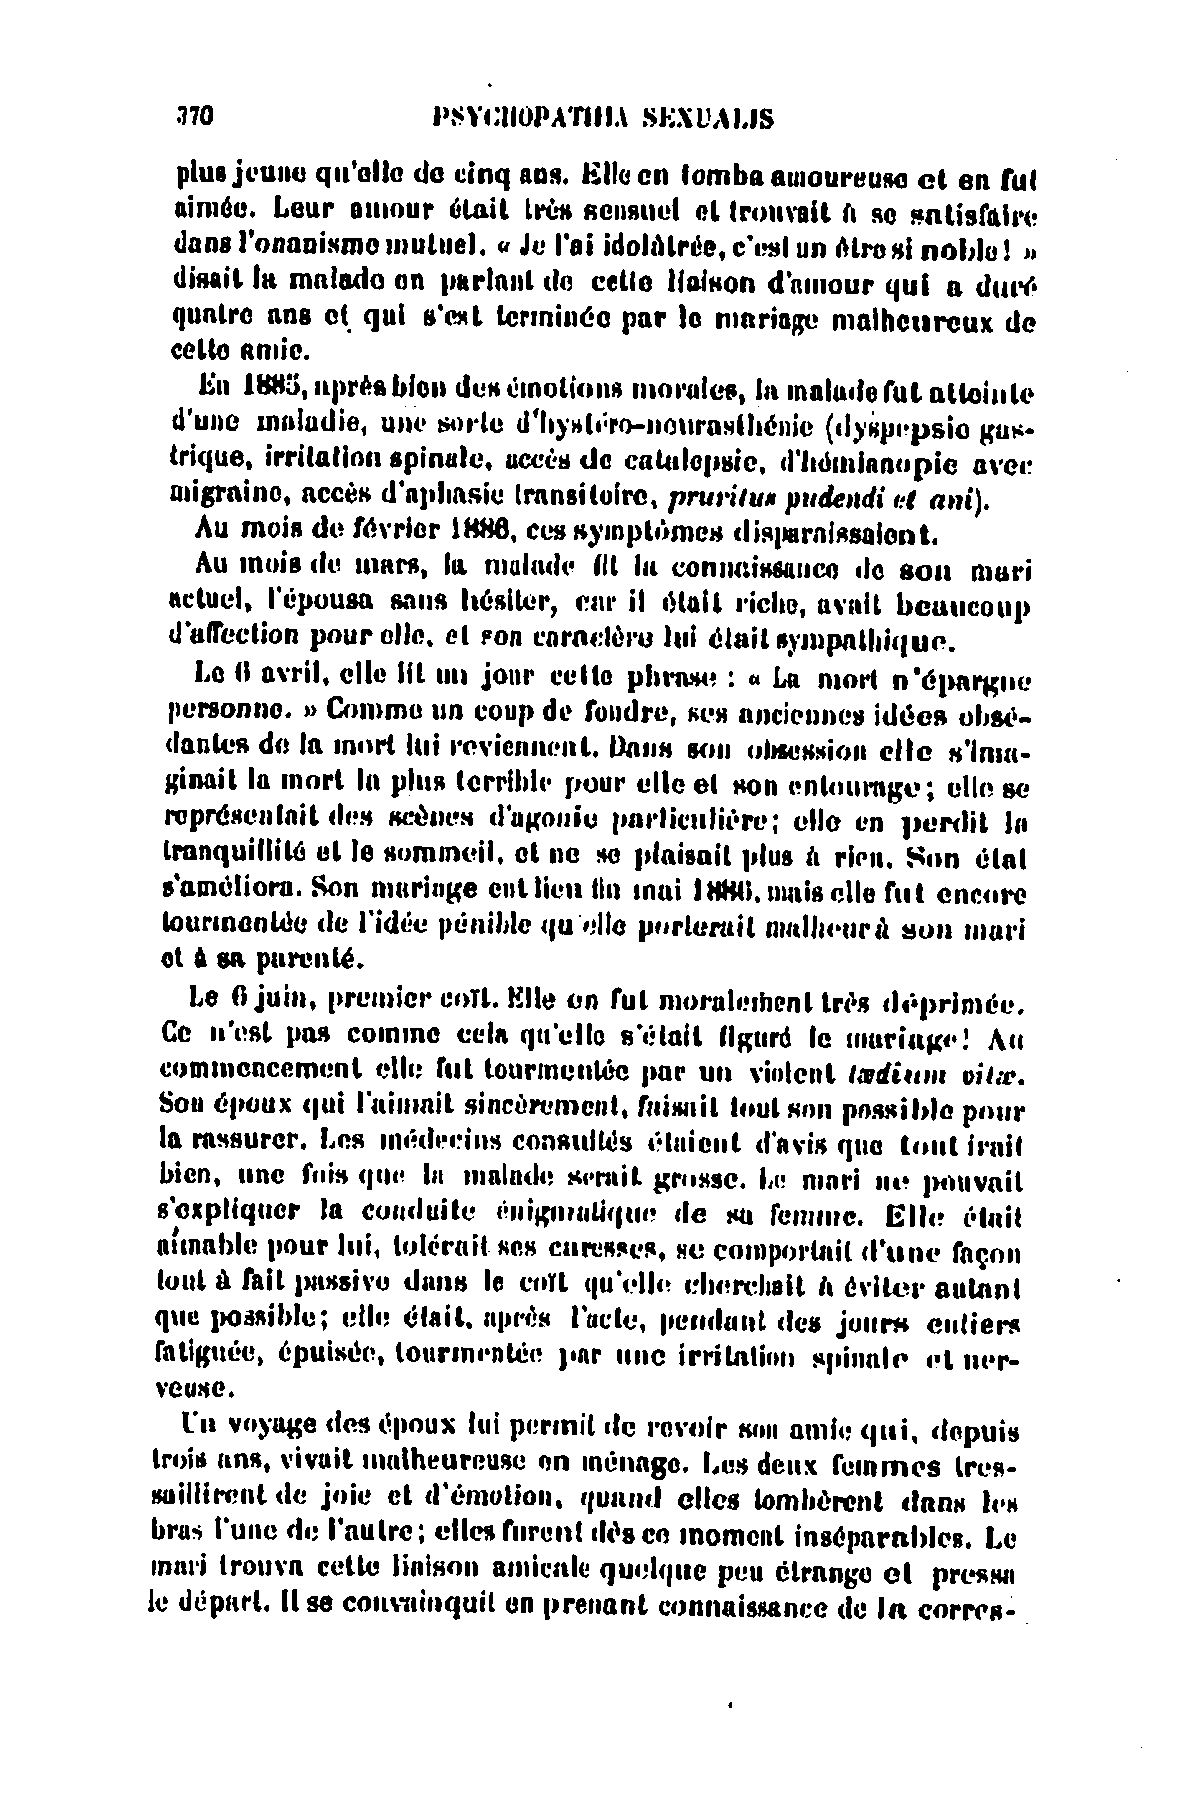 370 PSYCHOPATHIA SEXUALIS
plus jeune qu'elle de cinq ans. Elle en tomba amoureuse et en fut
aimée. Leur amour était très sensuel et trouvait à se satisfaire
dans l'onanisme mutuel. « Je l'ai idolâtrée, c'est un être si noble! »
disait la malade en parlant de cette liaison d'amour qui a duré
quatre ans et qui s'est terminée par le mariage malheureux de
cette amie.
En 1885, après bien des émotions morales, la malade fut atteinte
d'une maladie, une sorte d'hystéro-neurasthénie (dyspepsie gas-
trique, irritation spinale, accès de catalepsie, d'hémianopie avec
migraine, accès d'aphasie transitoire, pruritus pudendi et ani).
Au mois de février 1886, ces symptômes disparaissaient.
Au mois de mars, la malade fit la connaissance de son mari
actuel, l'épousa sans hésiter, car il était riche, avait beaucoup
d'affection pour elle, et son caractère lui était sympathique.
Le 6 avril, elle lit un jour cette phrase : « La mort n'épargne
personne. » Comme un coup de foudre, ses anciennes idées obsé-
dantes de la mort lui reviennent. Dans son obsession elle s'ima-
ginait la mort la plus terrible pour elle et son entourage; elle se
représentait des scènes d'agonie particulière; elle en perdit la
tranquillité et le sommeil, et ne se plaisait plus à rien. Son état
s'améliora. Son mariage eut lieu fin mai 1886, mais elle fut encore
tourmentée de l'idée pénible qu'elle porterait malheur à son mari
et à sa parenté.
Le 6 juin, premier coït. Elle en fut moralement très déprimée.
Ce n'est pas comme cela qu'elle s'était figuré le mariage! Au
commencement elle fut tourmentée par un violent tædium vitæ.
Son époux qui l'aimait sincèrement, faisait tout son possible pour
la rassurer. Les médecins consultés étaient d'avis que tout irait
bien, une fois que la malade serait grosse. Le mari ne pouvait
s'expliquer la conduite énigmatique de sa femme. Elle était
aimable pour lui, tolérait ses caresses, se comportait d'une façon
tout à fait passive dans le coït qu'elle cherchait à éviter autant
que possible; elle était, après l'acte, pendant des jours entiers
fatiguée, épuisée, tourmentée par une irritation spinale et ner-
veuse.
Un voyage des époux lui permit de revoir son amie qui, depuis
trois ans, vivait malheureuse en ménage. Les deux femmes tres-
saillirent de joie et d'émotion, quand elles tombèrent dans les
bras l'une de l'autre; elles furent dès ce moment inséparables. Le
mari trouva cette liaison amicale quelque peu étrange et pressa
le départ. Il se convainquit en prenant connaissance de la corres-